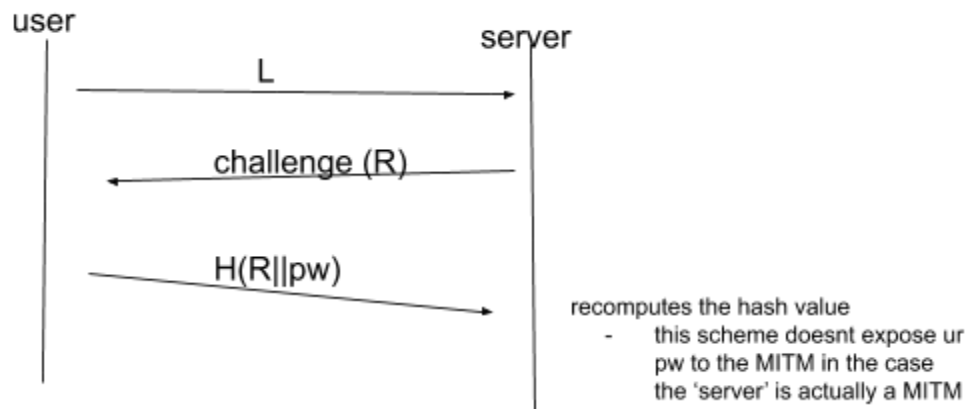 user
server
L
challenge (R)
H(R||pw)
recomputes the hash value
- this scheme doesnt expose ur
pw to the MITM in the case
the ‘server’ is actually a MITM